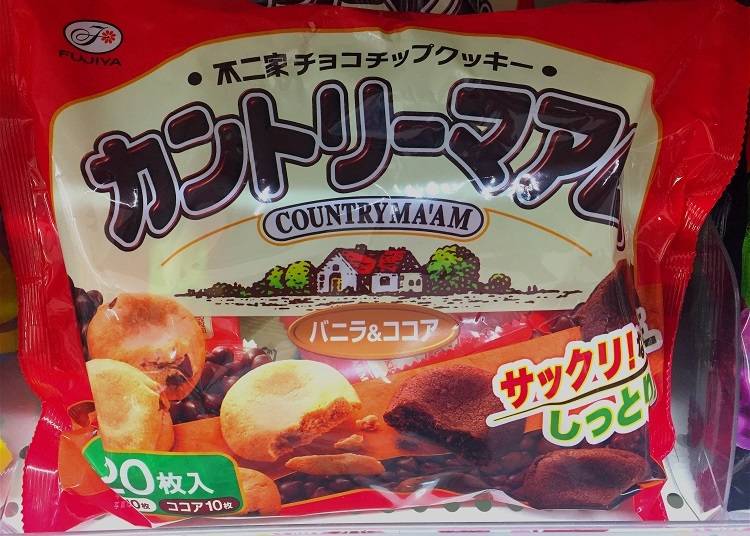 FUJIYA
・不二家 チョコチップクッキー・
カントリーマアム
COUNTRY MA'AM
バニラ&ココア
サックリ!
しっとり
20枚入
ココア10枚